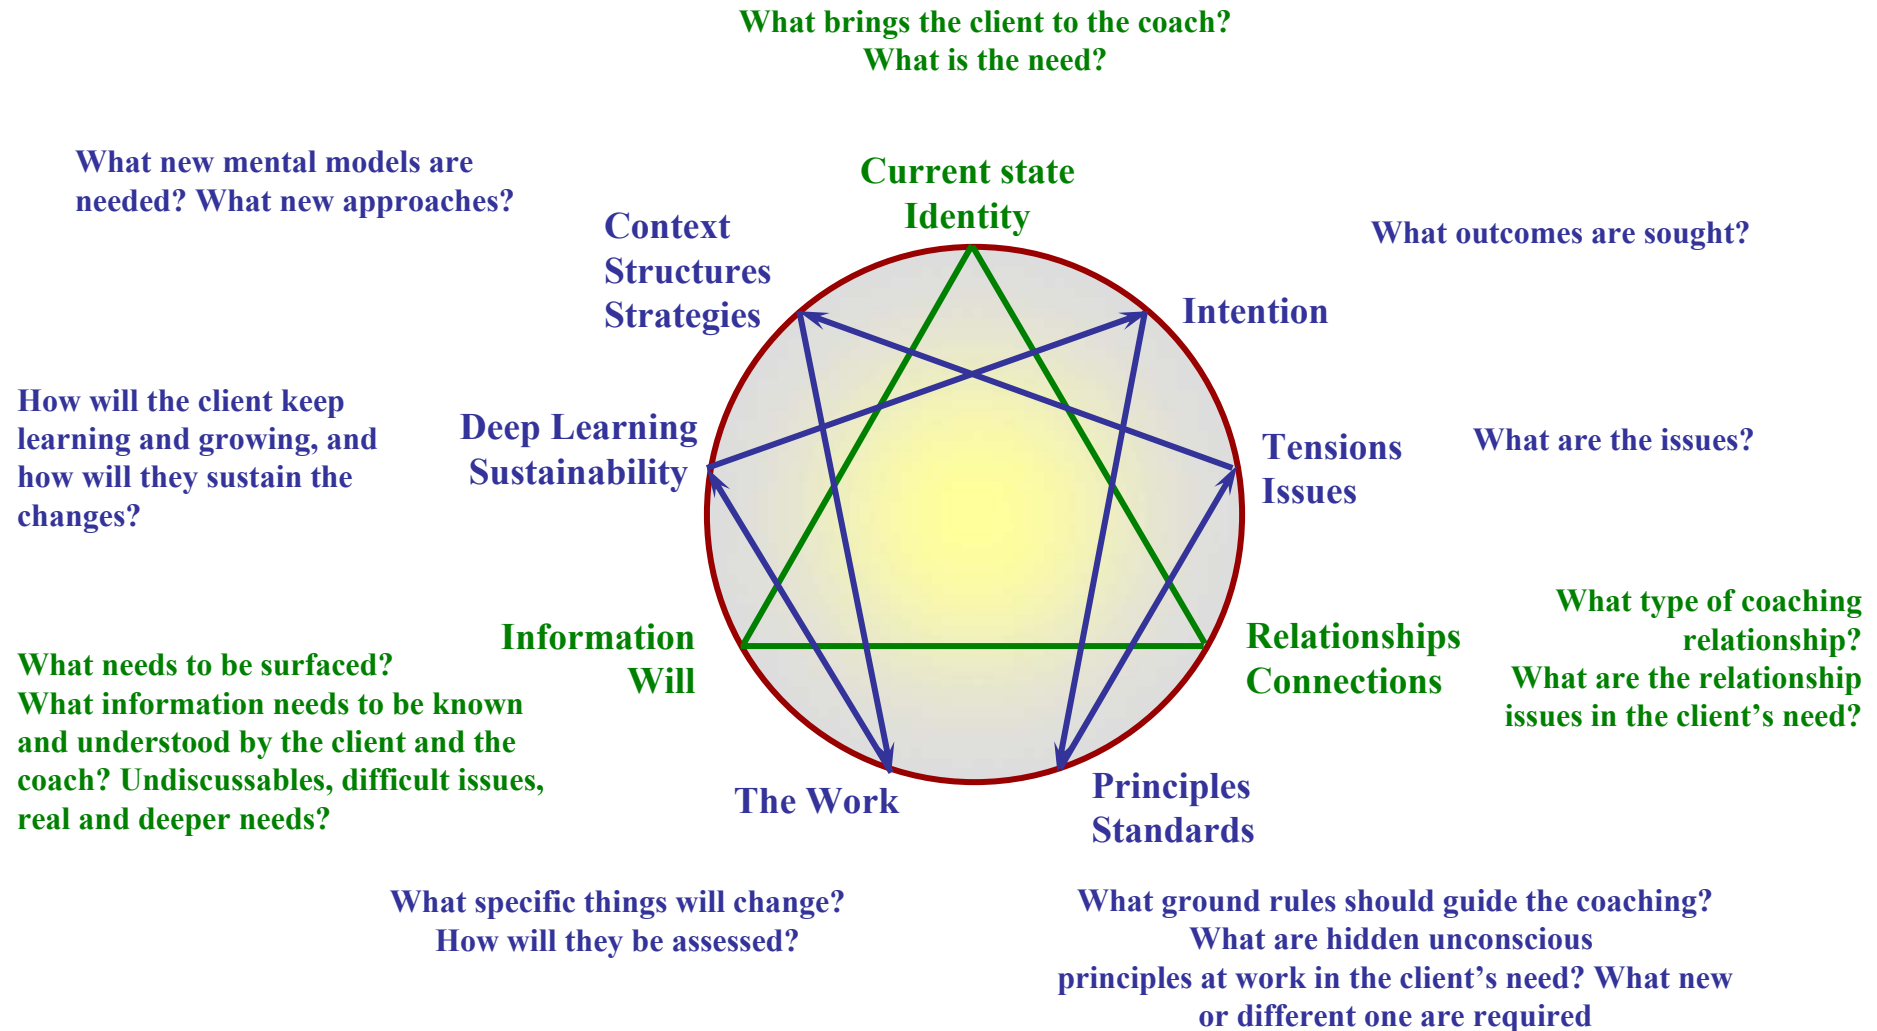 What brings the client to the coach?
What is the need?
What new mental models are
needed? What new approaches?
Current state
Identity
Context
Structures
Strategies
What outcomes are sought?
Intention
How will the client keep
learning and growing, and
how will they sustain the
changes?
Deep Learning
Sustainability
Tensions
Issues
What are the issues?
Information
Will
Relationships
Connections
What type of coaching
relationship?
What are the relationship
issues in the client’s need?
What needs to be surfaced?
What information needs to be known
and understood by the client and the
coach? Undiscussables, difficult issues,
real and deeper needs?
The Work
Principles
Standards
What specific things will change?
How will they be assessed?
What ground rules should guide the coaching?
What are hidden unconscious
principles at work in the client’s need? What new
or different one are required